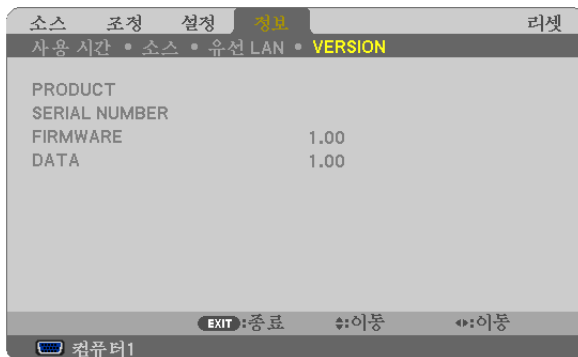 소스 조정 설정 정보 리셋
사용 시간 • 소스 • 유선 LAN • VERSION
PRODUCT
SERIAL NUMBER
FIRMWARE 1.00
DATA 1.00
EXIT :종료 :이동 :이동
컴퓨터1